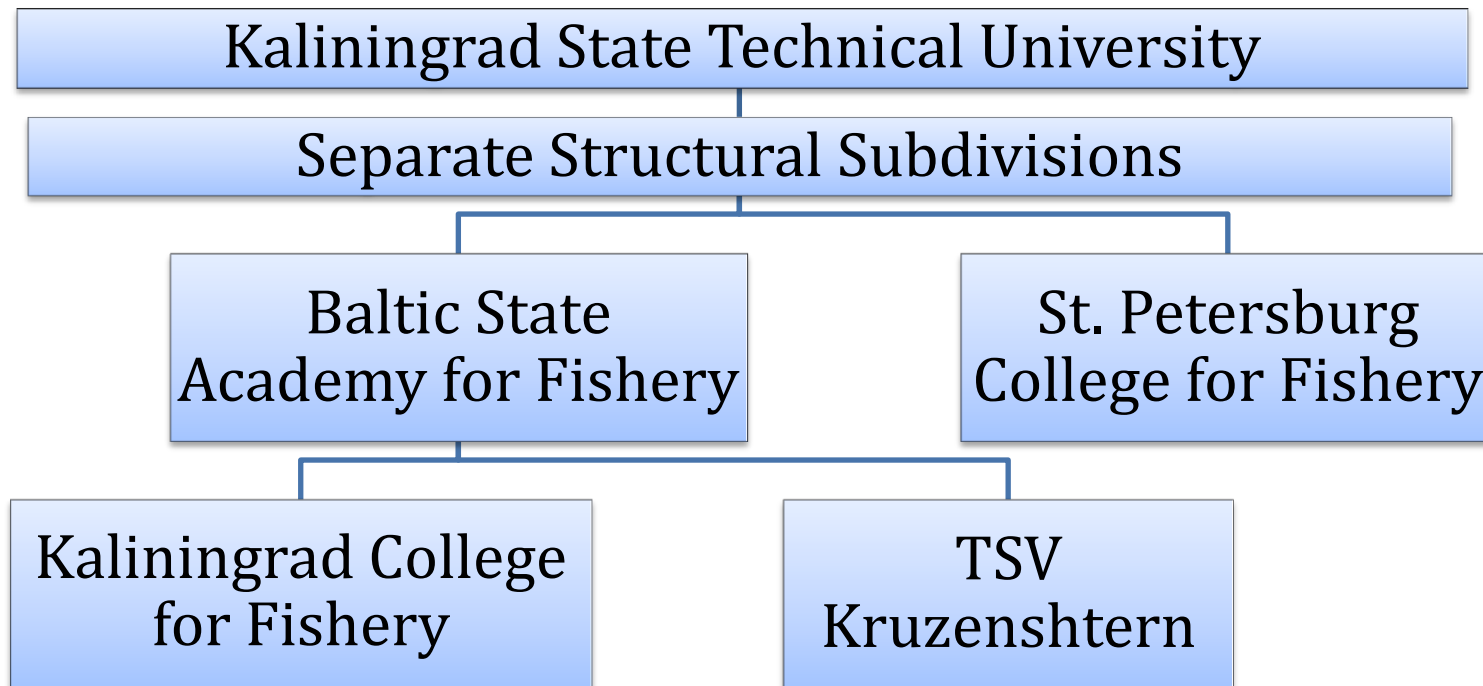 Kaliningrad State Technical University
Separate Structural Subdivisions
Baltic State
Academy for Fishery
St. Petersburg
College for Fishery
Kaliningrad College
for Fishery
TSV
Kruzenshtern